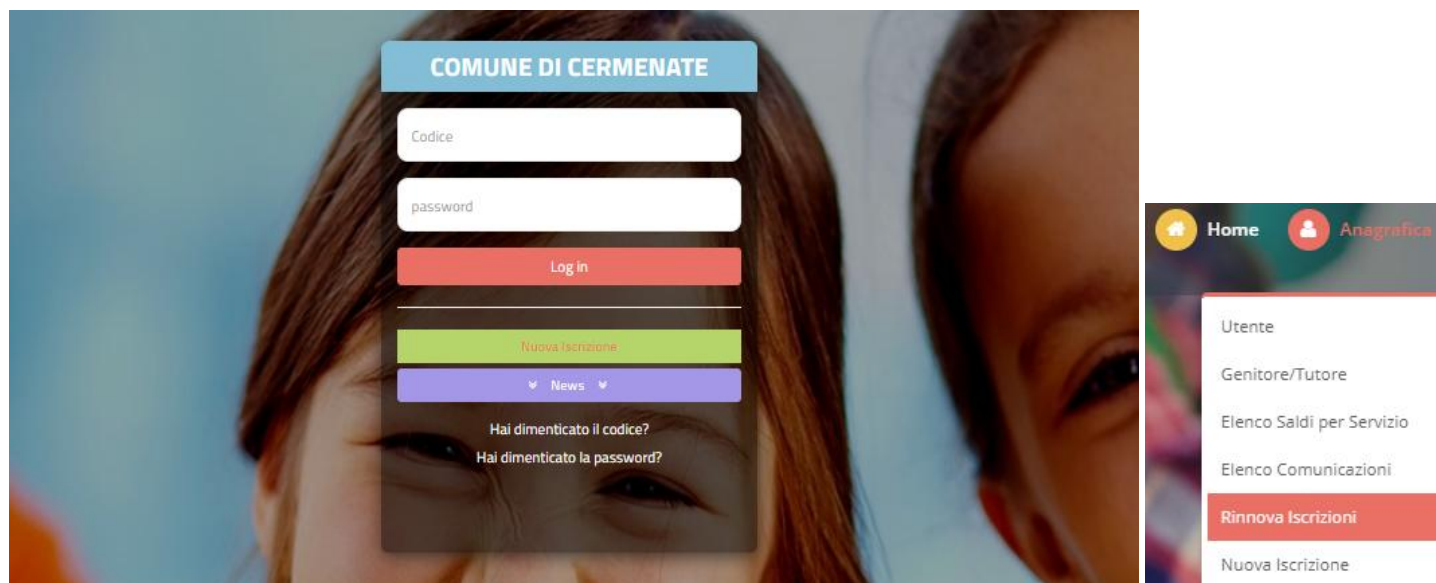 COMUNE DI CERMENATE
Codice
password
Log in
Nuova Iscrizione
News
Hai dimenticato il codice?
Hai dimenticato la password?
Home Anagrafica
Utente
Genitore/Tutore
Elenco Saldi per Servizio
Elenco Comunicazioni
Rinnova Iscrizioni
Nuova Iscrizione